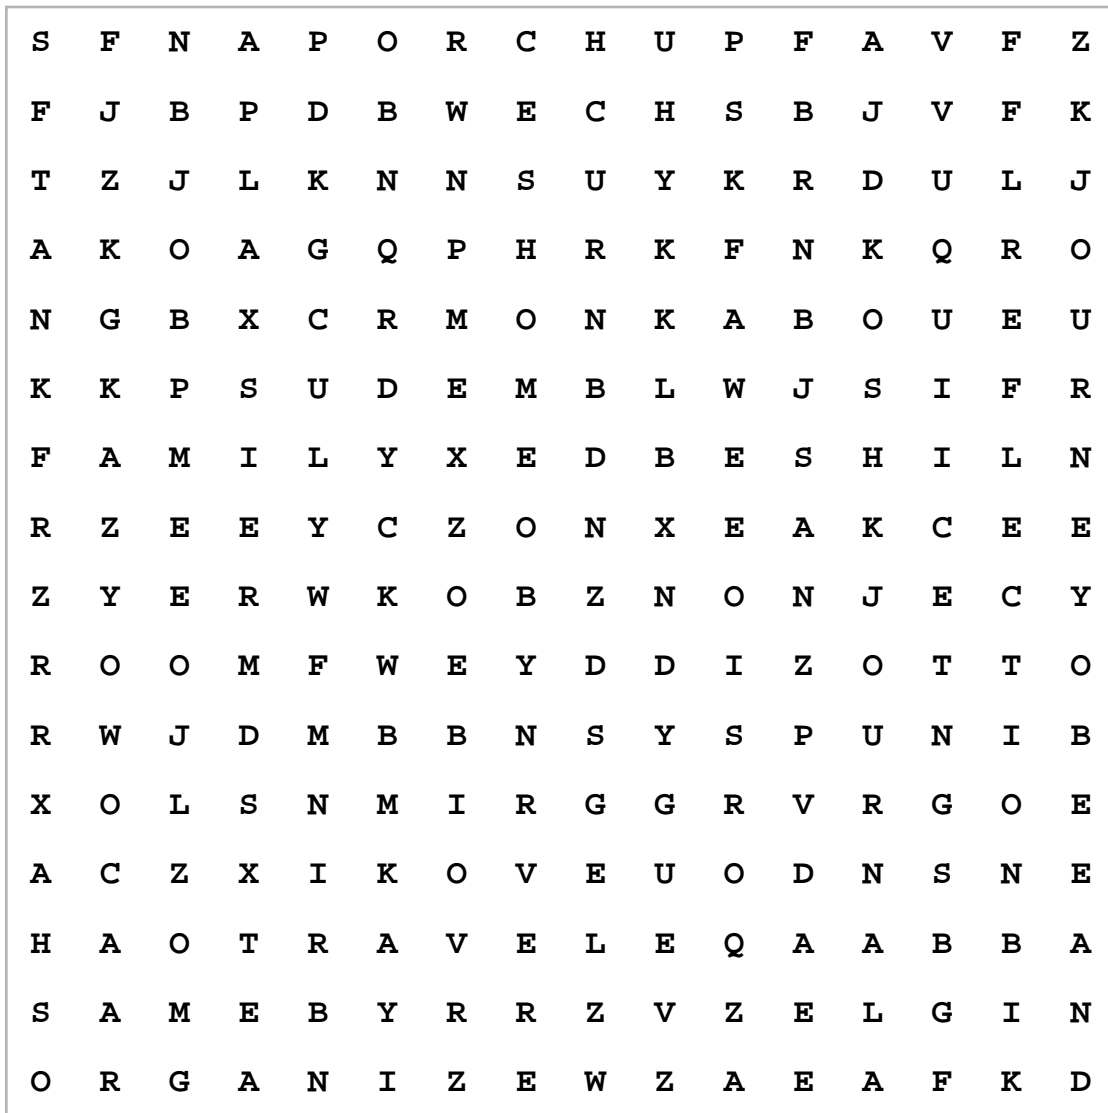 S F N A P O R C H U P F A V F Z
F J B P D B W E C H S B J V F K
T Z J L K N N S U Y K R D U L J
A K O A G Q P H R K F N K Q R O
N G B X C R M O N K A B O U E U
K K P S U D E M B L W J S I F R
F A M I L Y X E D B E S H I L N
R Z E E Y C Z O N X E A K C E E
Z Y E R W K O B Z N O N J E C Y
R O O M F W E Y D D I Z O T T O
R W J D M B B N S Y S P U N I B
X O L S N M I R G G R V R G O E
A C Z X I K O V E U O D N S N E
H A O T R A V E L E Q A A B B A
S A M E B Y R R Z V Z E L G I N
O R G A N I Z E W Z A E A F K D